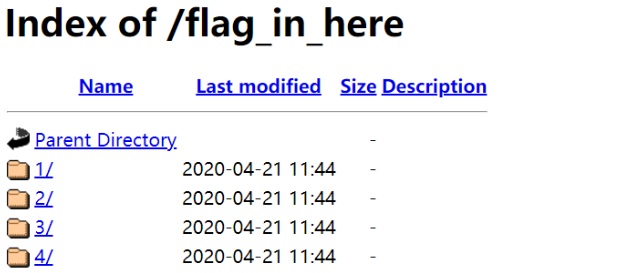 Index of /flag_in_here
Name Last modified Size Description
Parent Directory -
1/ 2020-04-21 11:44 -
2/ 2020-04-21 11:44 -
3/ 2020-04-21 11:44 -
4/ 2020-04-21 11:44 -